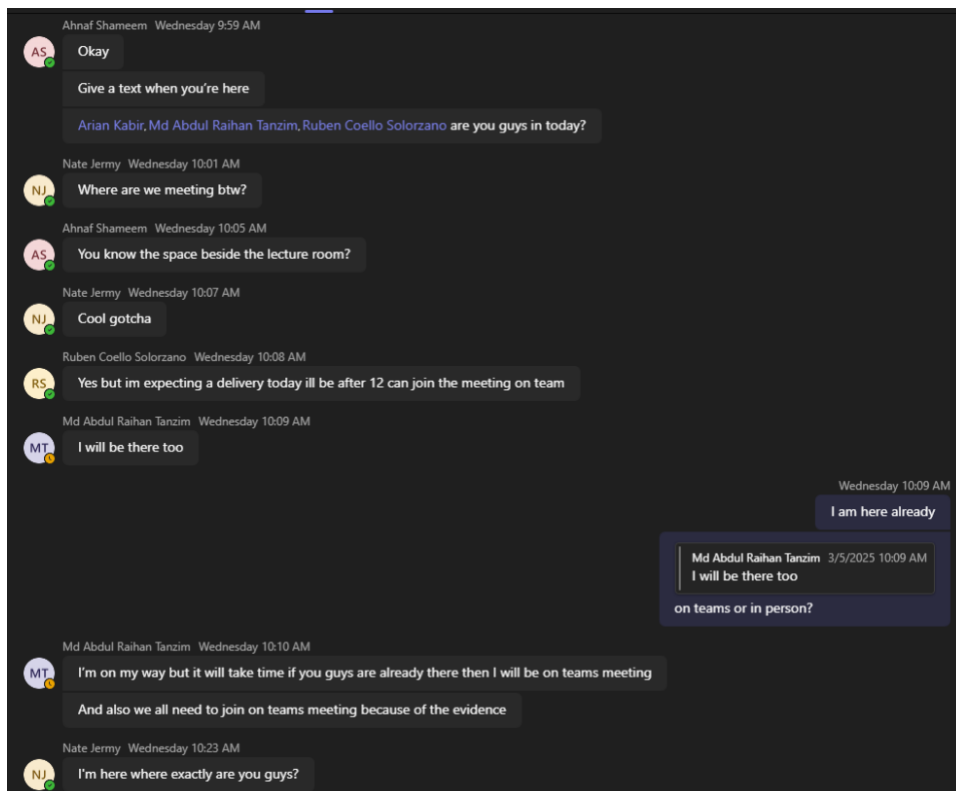 Ahnaf Shameem Wednesday 9:59 AM
AS
Okay
Give a text when you're here
Arian Kabir, Md Abdul Raihan Tanzim, Ruben Coello Solorzano are you guys in today?
Nate Jermy Wednesday 10:01 AM
NJ
Where are we meeting btw?
Ahnaf Shameem Wednesday 10:05 AM
AS
You know the space beside the lecture room?
Nate Jermy Wednesday 10:07 AM
NJ
Cool gotcha
Ruben Coello Solorzano Wednesday 10:08 AM
RS
Yes but im expecting a delivery today ill be after 12 can join the meeting on team
Md Abdul Raihan Tanzim Wednesday 10:09 AM
MT
I will be there too
Wednesday 10:09 AM
I am here already
Md Abdul Raihan Tanzim 3/5/2025 10:09 AM
I will be there too
on teams or in person?
Md Abdul Raihan Tanzim Wednesday 10:10 AM
MT
I'm on my way but it will take time if you guys are already there then I will be on teams meeting
And also we all need to join on teams meeting because of the evidence
Nate Jermy Wednesday 10:23 AM
NJ
I'm here where exactly are you guys?